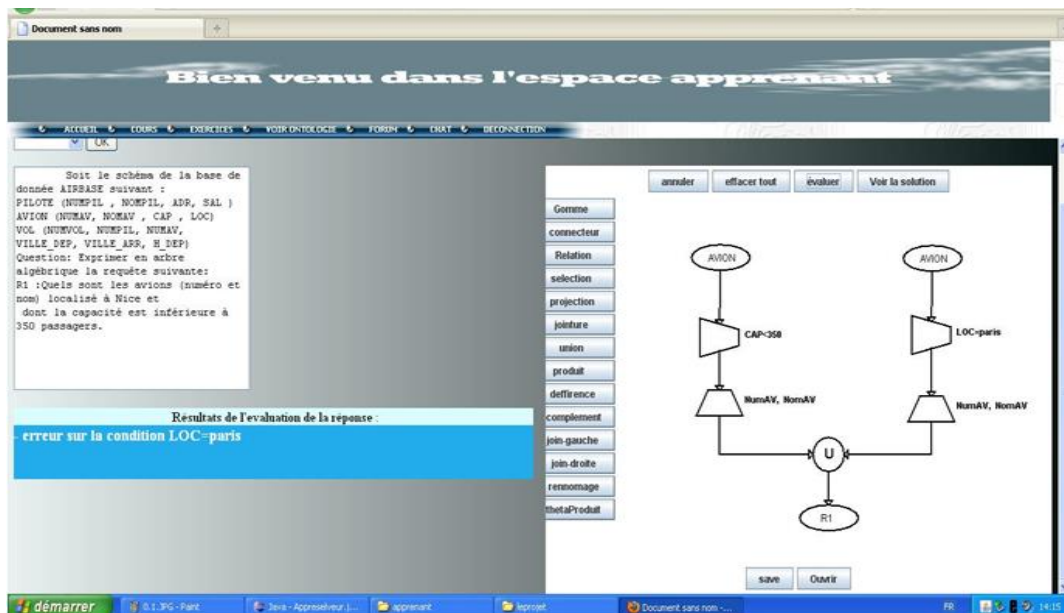 Document sans nom
Bien venu dans l'espace apprenant
ACCUEIL COURS EXERCICES VOIR ONTOLOGIE FORUM CHAT DECONNECTION
OK
Soit le schéma de la base de
donnée AIRBASE suivant :
PILOTE (NUMPIL , NOMPIL, ADR, SAL )
AVION (NUMAV, NOMAV , CAP , LOC)
VOL (NUMVOL, NUMPIL, NUMAV,
VILLE_DEP, VILLE_ARR, H_DEP)
Question: Exprimer en arbre
algébrique la requête suivante:
R1 :Quels sont les avions (numéro et
nom) localisé à Nice et
dont la capacité est inférieure à
350 passagers.
Résultats de l'evaluation de la réponse :
- erreur sur la condition LOC=paris
annuler effacer tout évaluer Voir la solution
Gomme
connecteur
Relation
selection
projection
jointure
union
produit
deffirence
complement
join-gauche
join-droite
rennomage
thetaProduit
AVION AVION
CAP<350 LOC=paris
NumAV, NomAV NumAV, NomAV
U
R1
save Ouvrir
démarrer 0.1.JPG - Paint Java - Appreselveur.j... apprenant leprojet Document sans nom -... FR